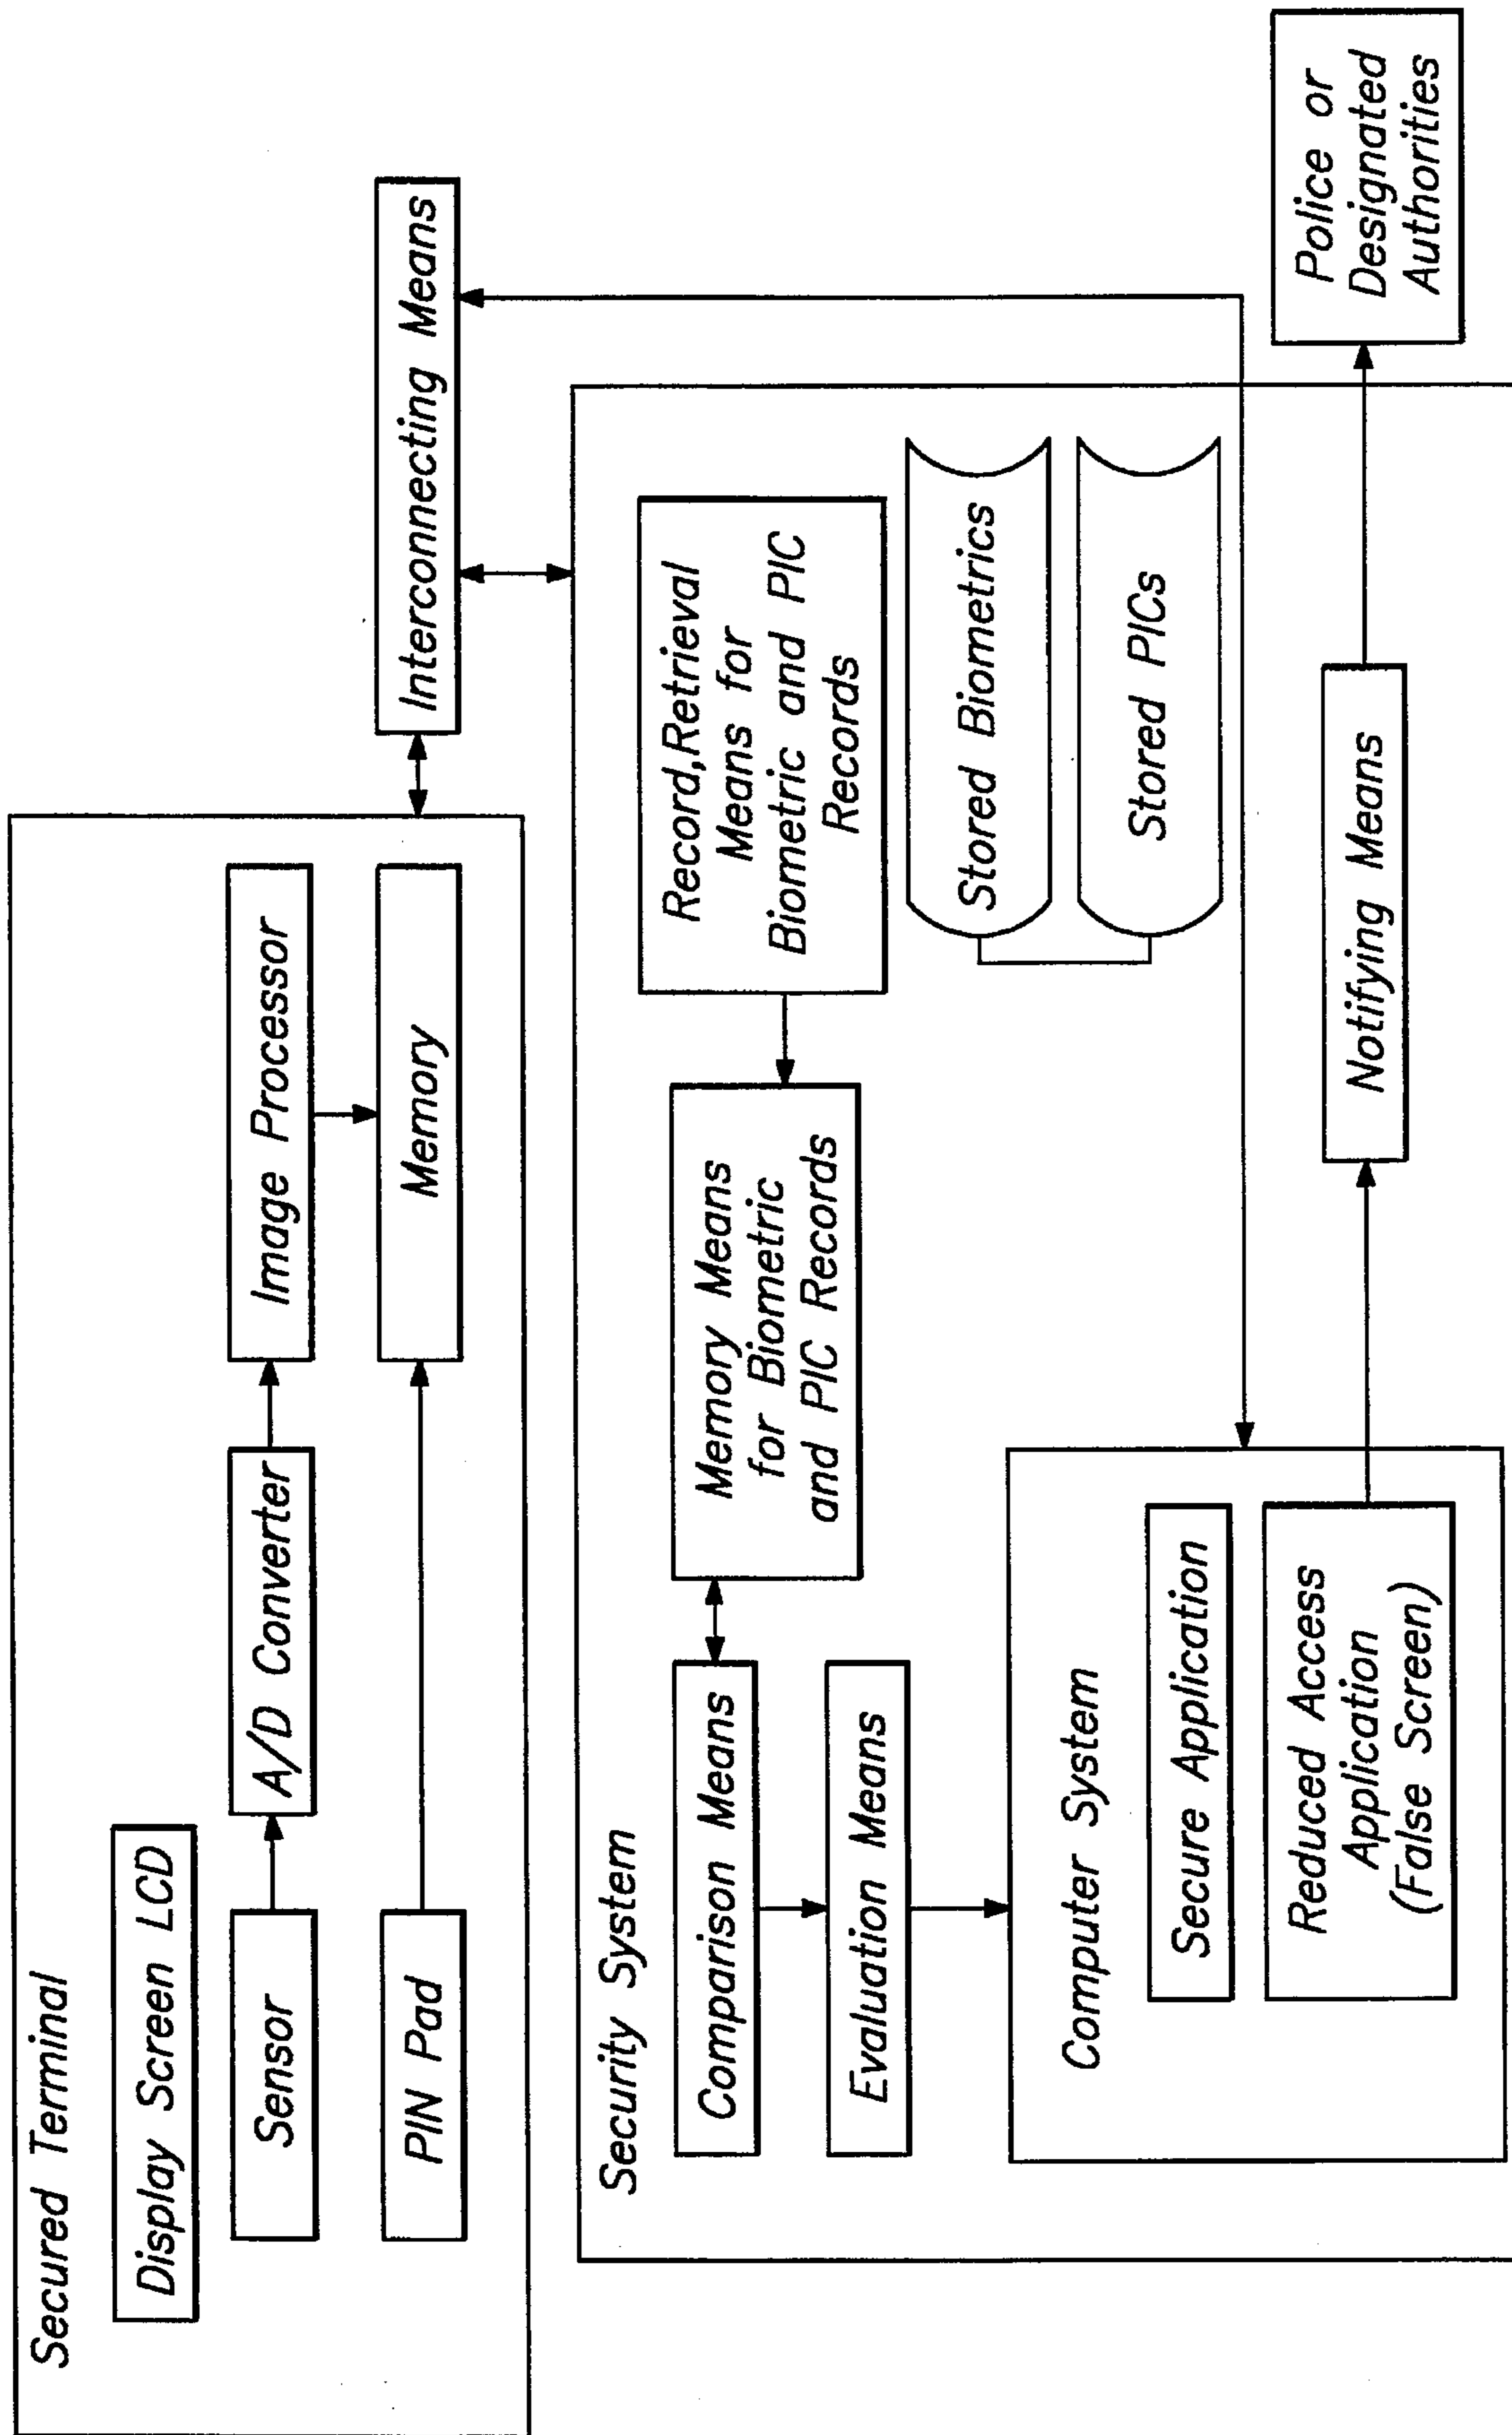 Secured Terminal
Display Screen LCD
Sensor
A/D Converter
Image Processor
PIN Pad
Memory
Interconnecting Means
Security System
Comparison Means
Memory Means
for Biometric
and PIC Records
Record,Retrieval
Means for
Biometric and PIC
Records
Evaluation Means
Stored Biometrics
Stored PICs
Computer System
Secure Application
Reduced Access
Application
(False Screen)
Notifying Means
Police or
Designated
Authorities